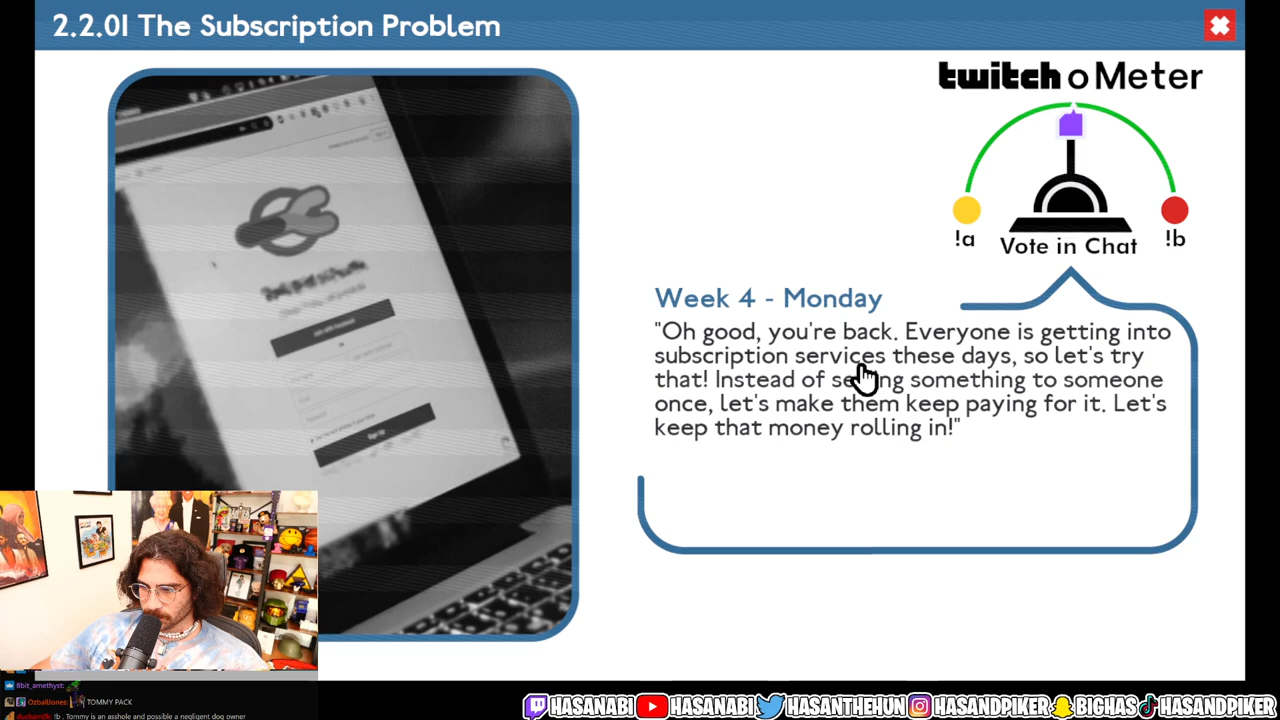 2.2.01 The Subscription Problem
twitch o Meter
!a
Vote in Chat
!b
Week 4 - Monday
"Oh good, you're back. Everyone is getting into
subscription services these days, so let's try
that! Instead of selling something to someone
once, let's make them keep paying for it. Let's
keep that money rolling in!"
8bit_amethyst:
OzballJones: TOMMY PACK
!b . Tommy is an asshole and possible a negligent dog owner
HASANABI HASANABI HASANTHEHUN HASANDPIKER BIGHAS HASANDPIKER